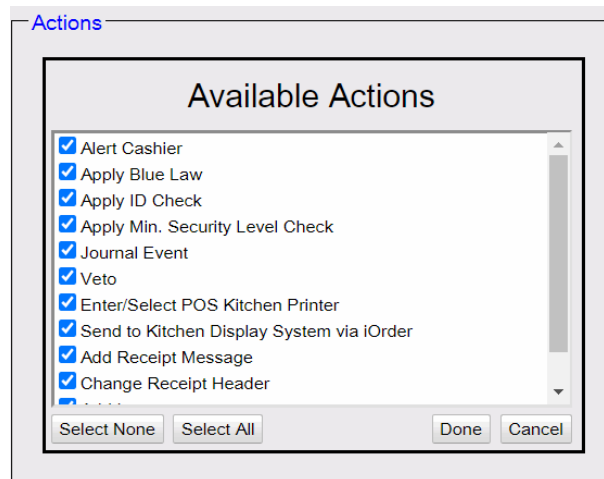 Actions
Available Actions
Alert Cashier
Apply Blue Law
Apply ID Check
Apply Min. Security Level Check
Journal Event
Veto
Enter/Select POS Kitchen Printer
Send to Kitchen Display System via iOrder
Add Receipt Message
Change Receipt Header
Select None Select All Done Cancel